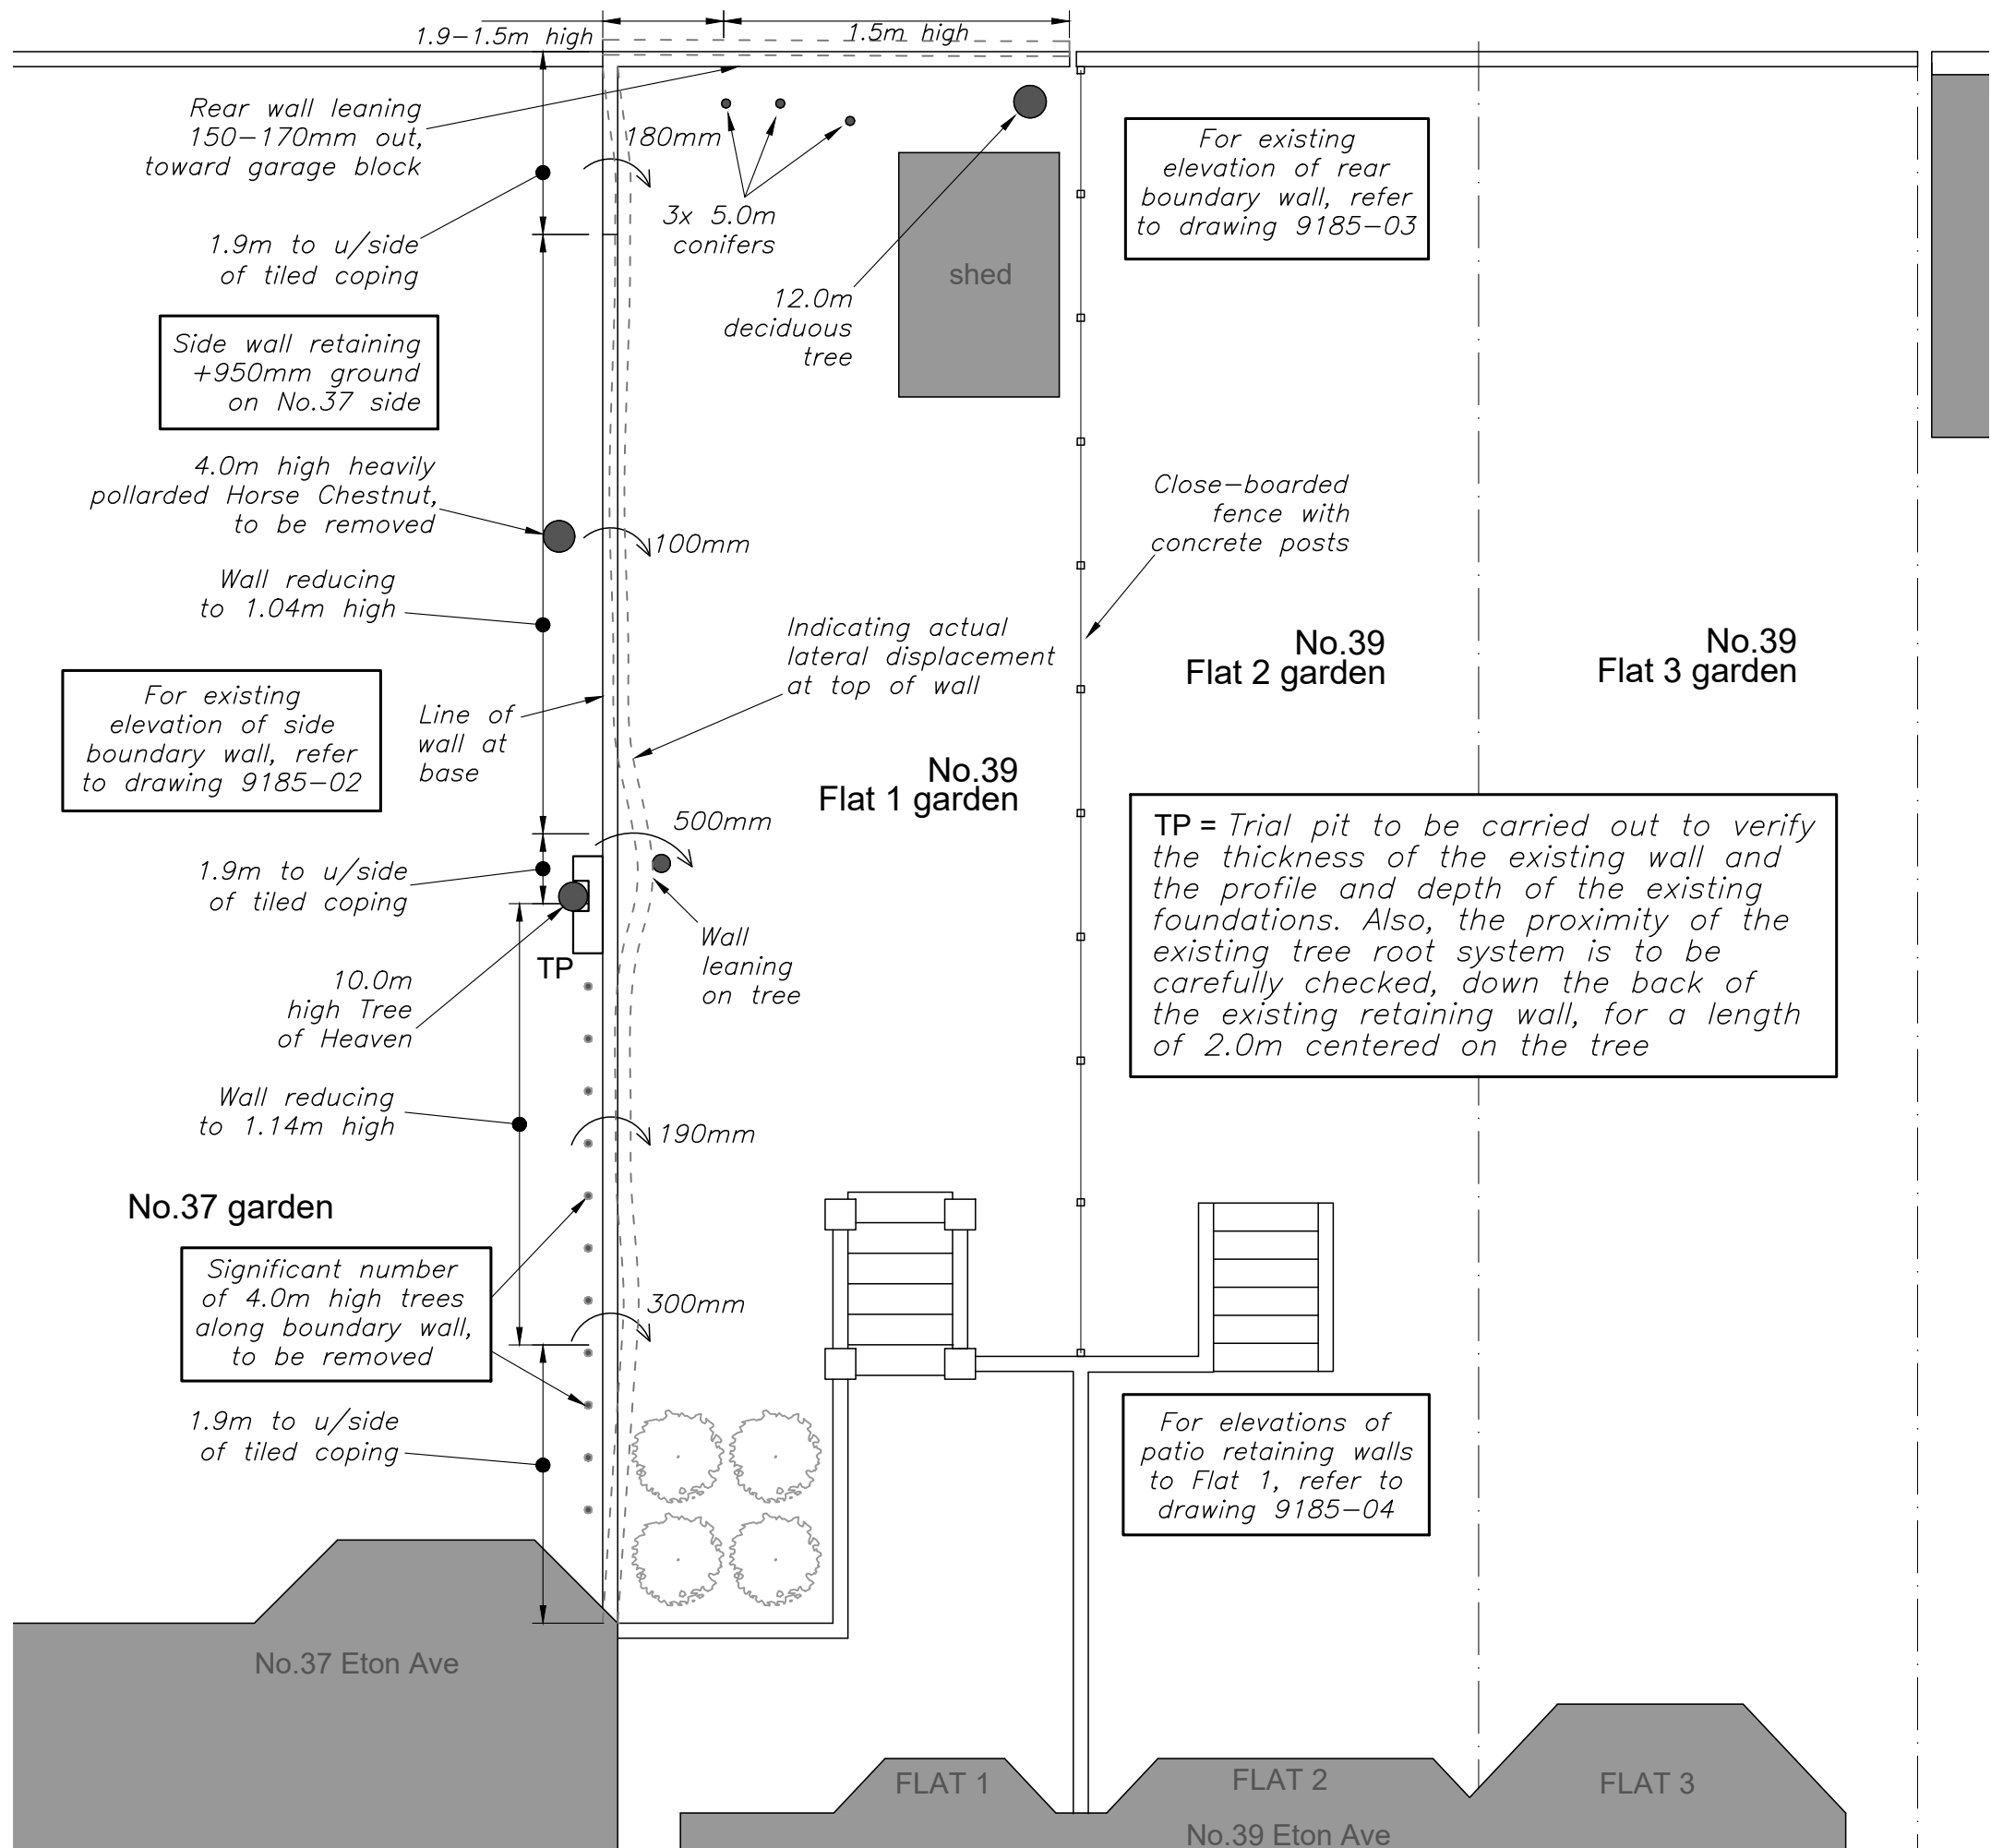 1.9-1.5m high
1.5m high
Rear wall leaning
150-170mm out,
toward garage block
180mm
3x 5.0m
conifers
1.9m to u/side
of tiled coping
12.0m
deciduous
tree
shed
For existing
elevation of rear
boundary wall, refer
to drawing 9185-03
Side wall retaining
+950mm ground
on No.37 side
4.0m high heavily
pollarded Horse Chestnut,
to be removed
100mm
Close-boarded
fence with
concrete posts
Wall reducing
to 1.04m high
Indicating actual
lateral displacement
at top of wall
No.39
Flat 2 garden
No.39
Flat 3 garden
For existing
elevation of side
boundary wall, refer
to drawing 9185-02
Line of
wall at
base
No.39
Flat 1 garden
500mm
TP = Trial pit to be carried out to verify
the thickness of the existing wall and
the profile and depth of the existing
foundations. Also, the proximity of the
existing tree root system is to be
carefully checked, down the back of
the existing retaining wall, for a length
of 2.0m centered on the tree
1.9m to u/side
of tiled coping
Wall
leaning
on tree
TP
10.0m
high Tree
of Heaven
Wall reducing
to 1.14m high
190mm
No.37 garden
Significant number
of 4.0m high trees
along boundary wall,
to be removed
300mm
1.9m to u/side
of tiled coping
For elevations of
patio retaining walls
to Flat 1, refer to
drawing 9185-04
No.37 Eton Ave
FLAT 1
FLAT 2
FLAT 3
No.39 Eton Ave